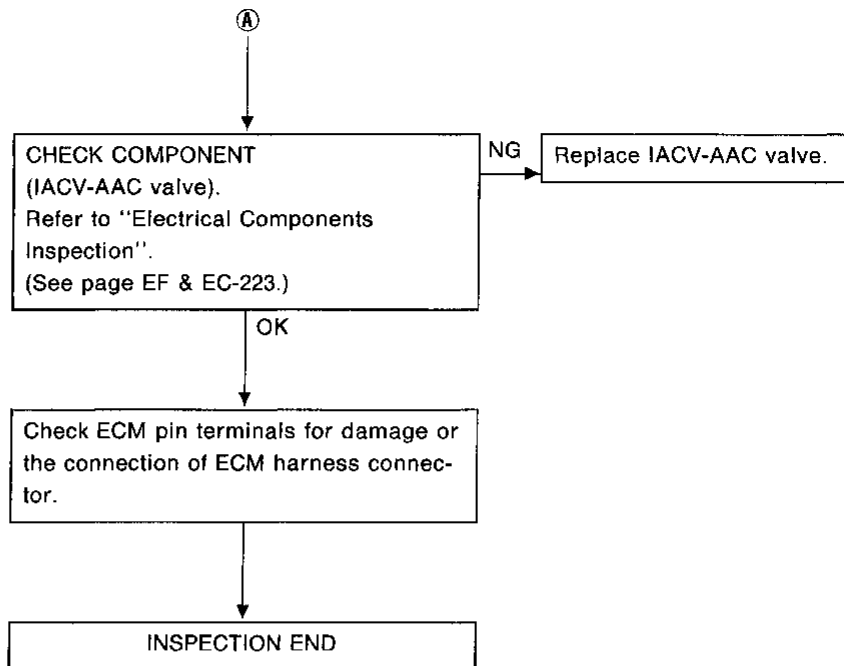 Ⓐ
CHECK COMPONENT
(IACV-AAC valve).
Refer to "Electrical Components
Inspection".
(See page EF & EC-223.)
NG
Replace IACV-AAC valve.
OK
Check ECM pin terminals for damage or
the connection of ECM harness connec-
tor.
INSPECTION END